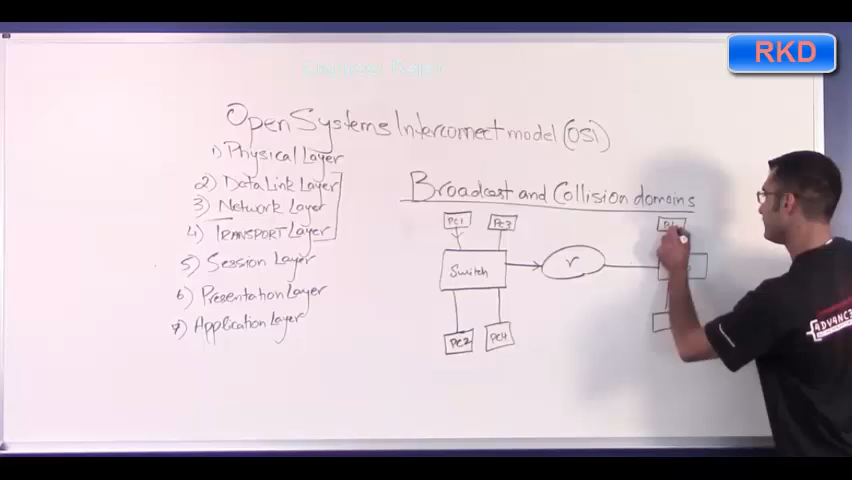 RKD
Open Systems Interconnect model (OSI)
1) Physical Layer
2) Data Link Layer
3) Network Layer
4) TRANSPORT Layer
5) Session Layer
6) Presentation Layer
7) Application Layer
Broadcast and Collision domains
PC1
PC3
Switch
r
PC2
PC4